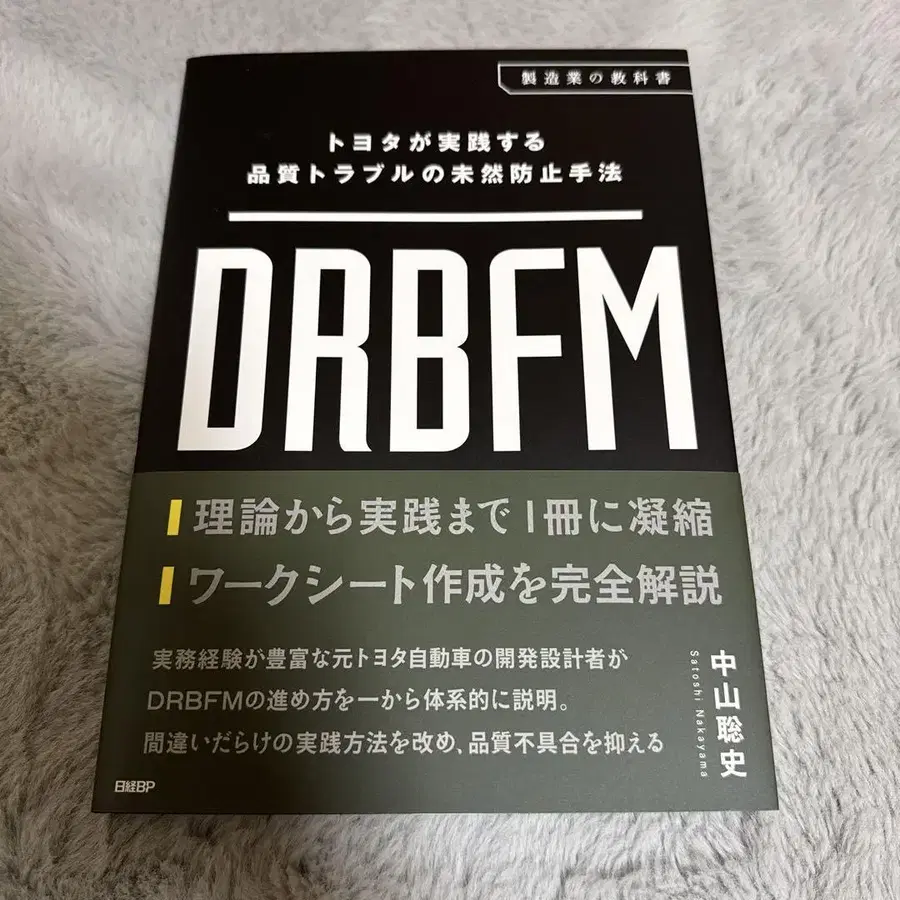 製造業の教科書
トヨタが実践する
品質トラブルの未然防止手法
DRBFM
理論から実践まで1冊に凝縮
ワークシート作成を完全解説
実務経験が豊富な元トヨタ自動車の開発設計者が
DRBFMの進め方を一から体系的に説明。
間違いだらけの実践方法を改め、品質不具合を抑える
中山聡史
Satoshi Nakayama
日経BP